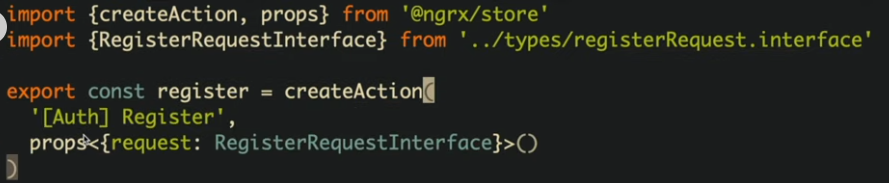 import {createAction, props} from '@ngrx/store'
import {RegisterRequestInterface} from '../types/registerRequest.interface'
export const register = createAction(
'[Auth] Register',
props<{request: RegisterRequestInterface}>()
)